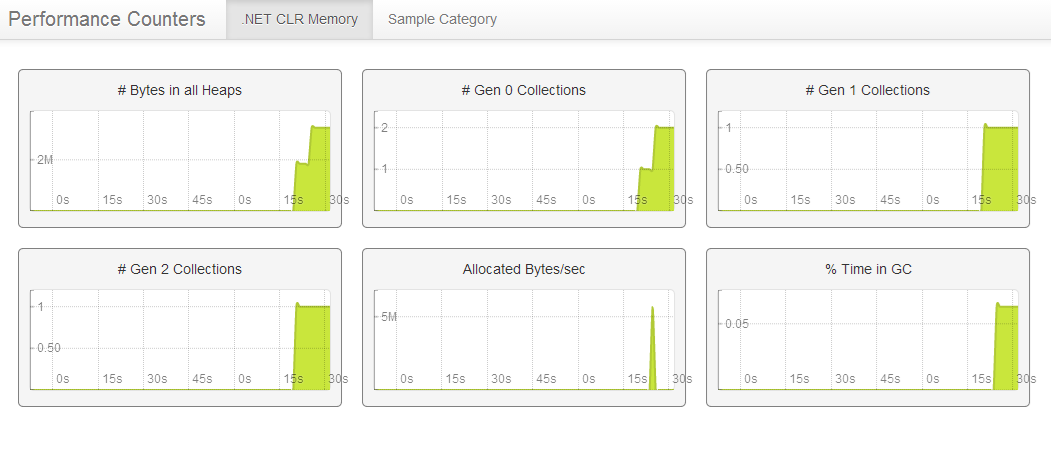 Performance Counters .NET CLR Memory Sample Category
# Bytes in all Heaps
2M
0s 15s 30s 45s 0s 15s 30s
# Gen 0 Collections
2
1
0s 15s 30s 45s 0s 15s 30s
# Gen 1 Collections
1
0.50
0s 15s 30s 45s 0s 15s 30s
# Gen 2 Collections
1
0.50
0s 15s 30s 45s 0s 15s 30s
Allocated Bytes/sec
5M
0s 15s 30s 45s 0s 15s 30s
% Time in GC
0.05
0s 15s 30s 45s 0s 15s 30s